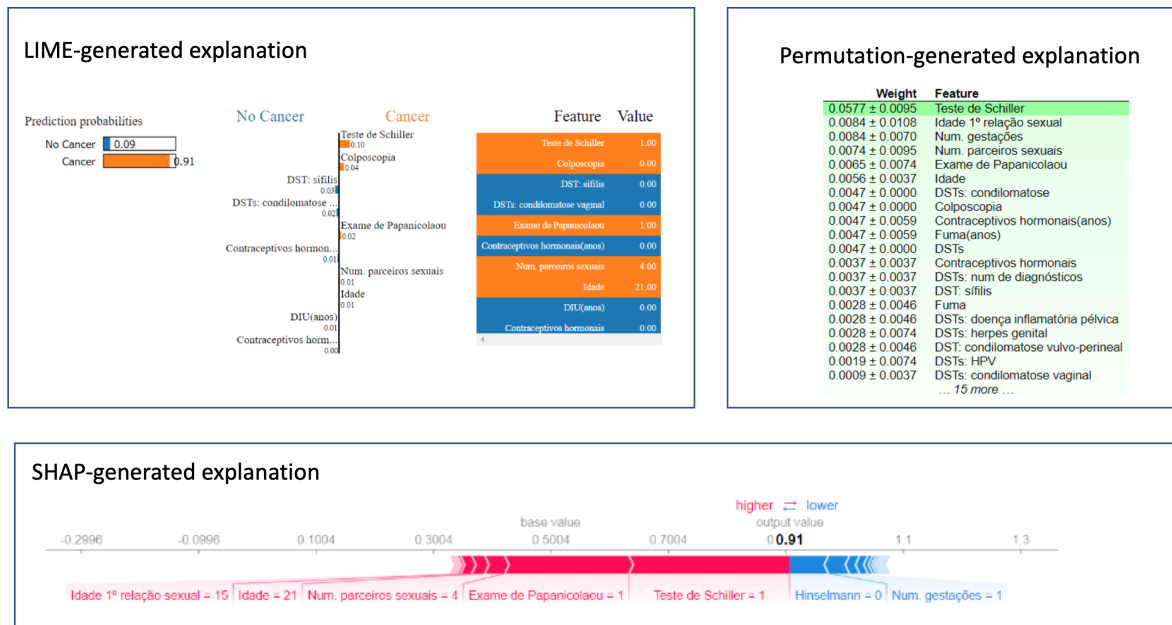 LIME-generated explanation
Prediction probabilities
No Cancer 0.09
Cancer 0.91
No Cancer Cancer
Teste de Schiller
0.10
Colposcopia
0.04
DST: sífilis
0.03
DSTs: condilomatose ...
0.02
Exame de Papanicolaou
0.02
Contraceptivos hormon...
0.01
Num. parceiros sexuais
0.01
Idade
0.01
DIU(anos)
0.01
Contraceptivos horm...
0.00
Feature Value
Teste de Schiller 1.00
Colposcopia 0.00
DST: sífilis 0.00
DSTs: condilomatose vaginal 0.00
Exame de Papanicolaou 1.00
Contraceptivos hormonais(anos) 0.00
Num. parceiros sexuais 4.00
Idade 21.00
DIU(anos) 0.00
Contraceptivos hormonais 0.00
Permutation-generated explanation
Weight Feature
0.0577 ± 0.0095 Teste de Schiller
0.0084 ± 0.0108 Idade 1º relação sexual
0.0084 ± 0.0070 Num. gestações
0.0074 ± 0.0095 Num. parceiros sexuais
0.0065 ± 0.0074 Exame de Papanicolaou
0.0056 ± 0.0037 Idade
0.0047 ± 0.0000 DSTs: condilomatose
0.0047 ± 0.0000 Colposcopia
0.0047 ± 0.0059 Contraceptivos hormonais(anos)
0.0047 ± 0.0059 Fuma(anos)
0.0047 ± 0.0000 DSTs
0.0037 ± 0.0037 Contraceptivos hormonais
0.0037 ± 0.0037 DSTs: num de diagnósticos
0.0037 ± 0.0037 DST: sífilis
0.0028 ± 0.0046 Fuma
0.0028 ± 0.0046 DSTs: doença inflamatória pélvica
0.0028 ± 0.0074 DSTs: herpes genital
0.0028 ± 0.0046 DST: condilomatose vulvo-perineal
0.0019 ± 0.0074 DSTs: HPV
0.0009 ± 0.0037 DSTs: condilomatose vaginal
... 15 more ...
SHAP-generated explanation
higher ⇄ lower
base value output value
-0.2996 -0.0996 0.1004 0.3004 0.5004 0.7004 0.91 1.1 1.3
Idade 1º relação sexual = 15 Idade = 21 Num. parceiros sexuais = 4 Exame de Papanicolaou = 1 Teste de Schiller = 1 Hinselmann = 0 Num. gestações = 1